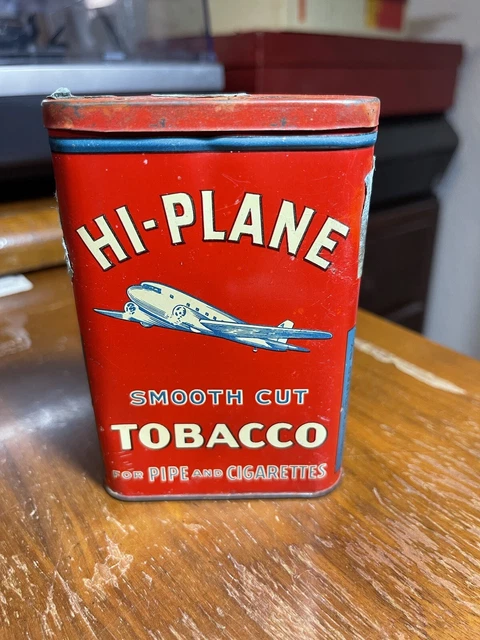 HI-PLANE
SMOOTH CUT
TOBACCO
FOR PIPE AND CIGARETTES